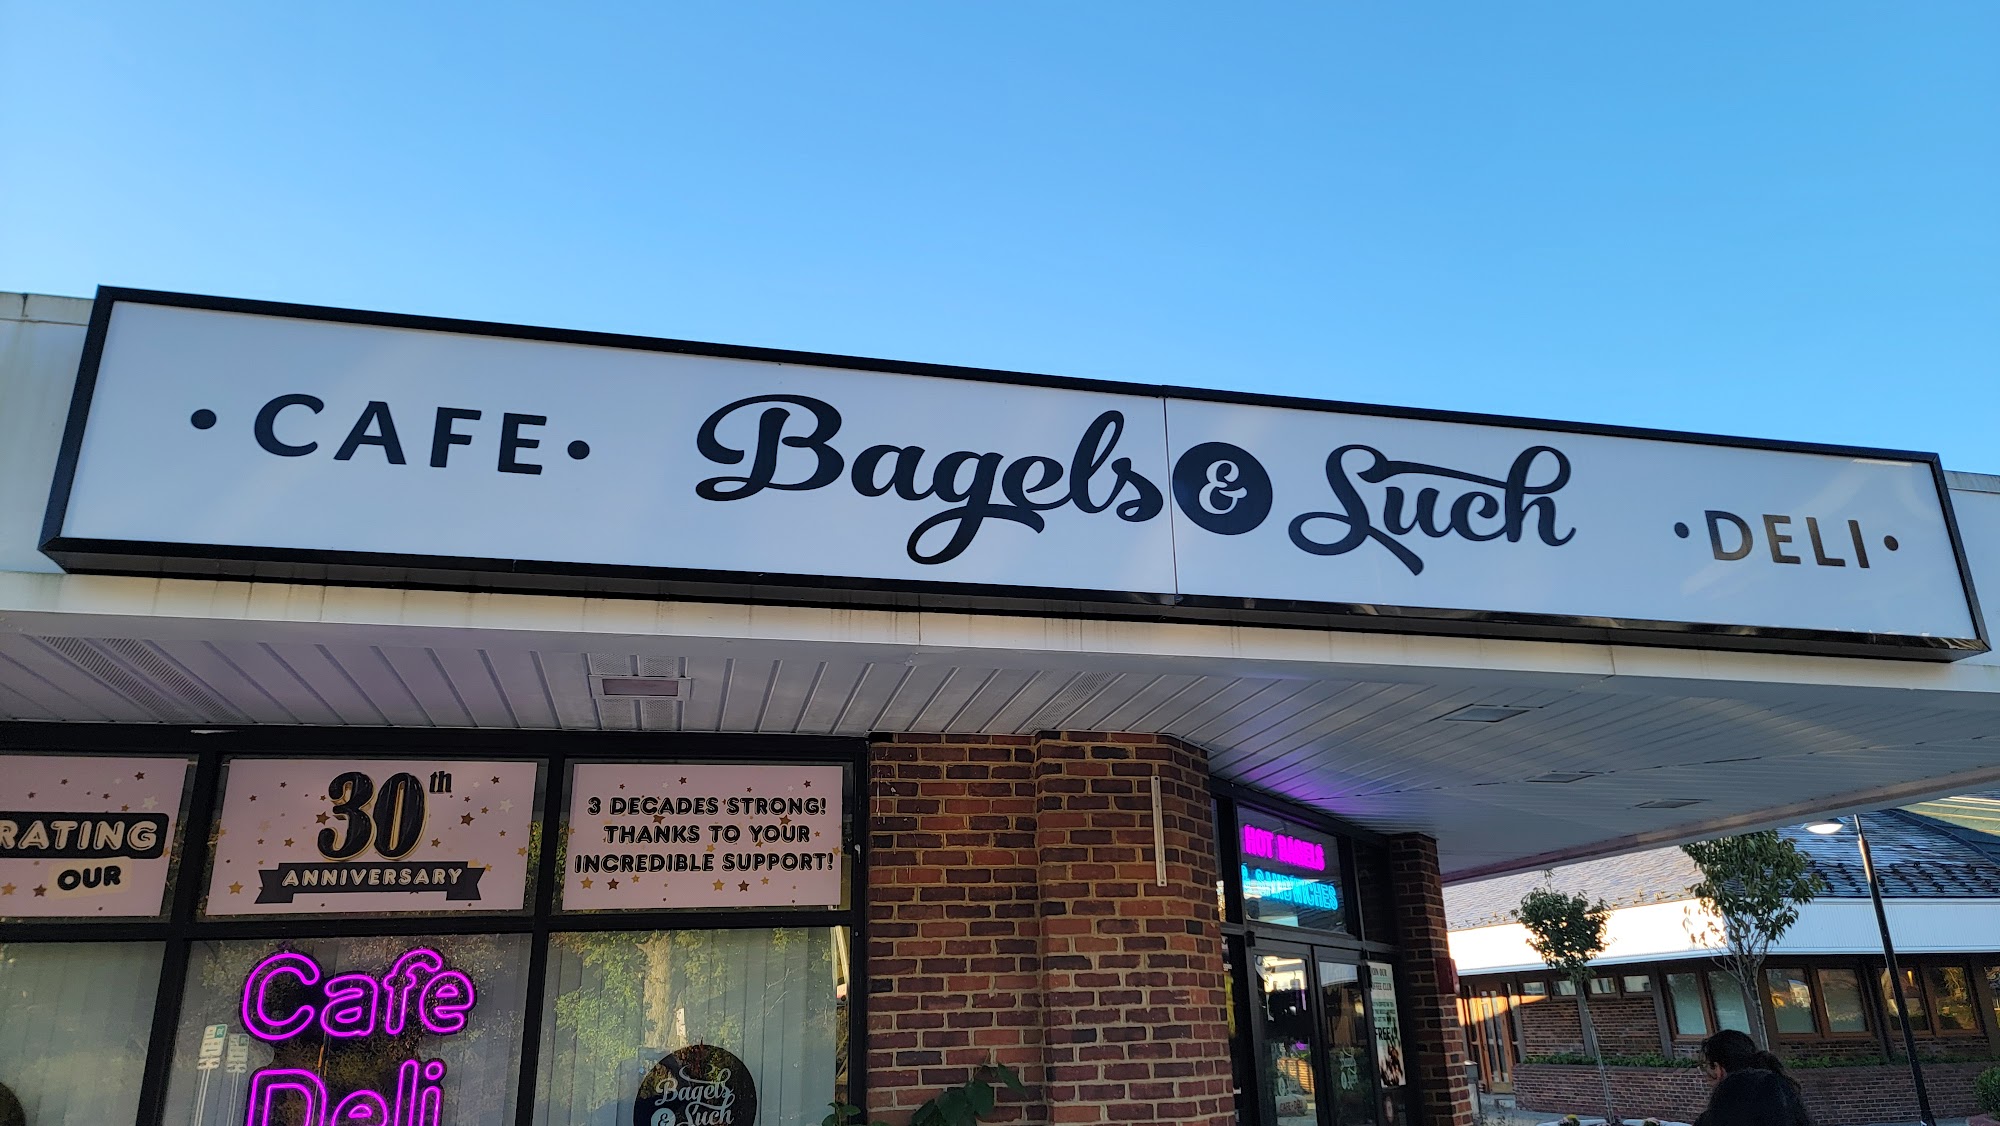 • CAFE •
Bagels & Such
• DELI •
RATING
OUR
30th
ANNIVERSARY
3 DECADES STRONG!
THANKS TO YOUR
INCREDIBLE SUPPORT!
HOT BAGELS
& SANDWICHES
Cafe
Deli
Bagels
& Such